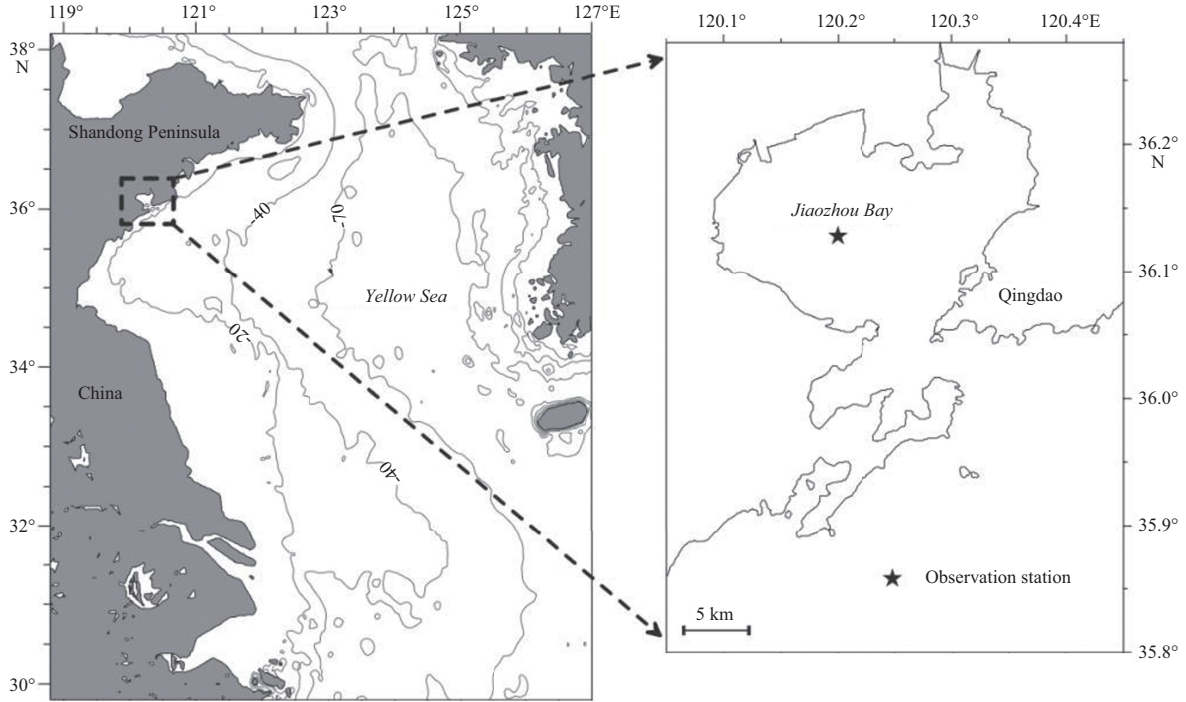 119°
121°
123°
125°
127°E
38°
N
36°
34°
32°
30°
Shandong Peninsula
-40
-70
Yellow Sea
-20
China
-40
120.1°
120.2°
120.3°
120.4°E
36.2°
N
36.1°
36.0°
35.9°
35.8°
Jiaozhou Bay
Qingdao
Observation station
5 km